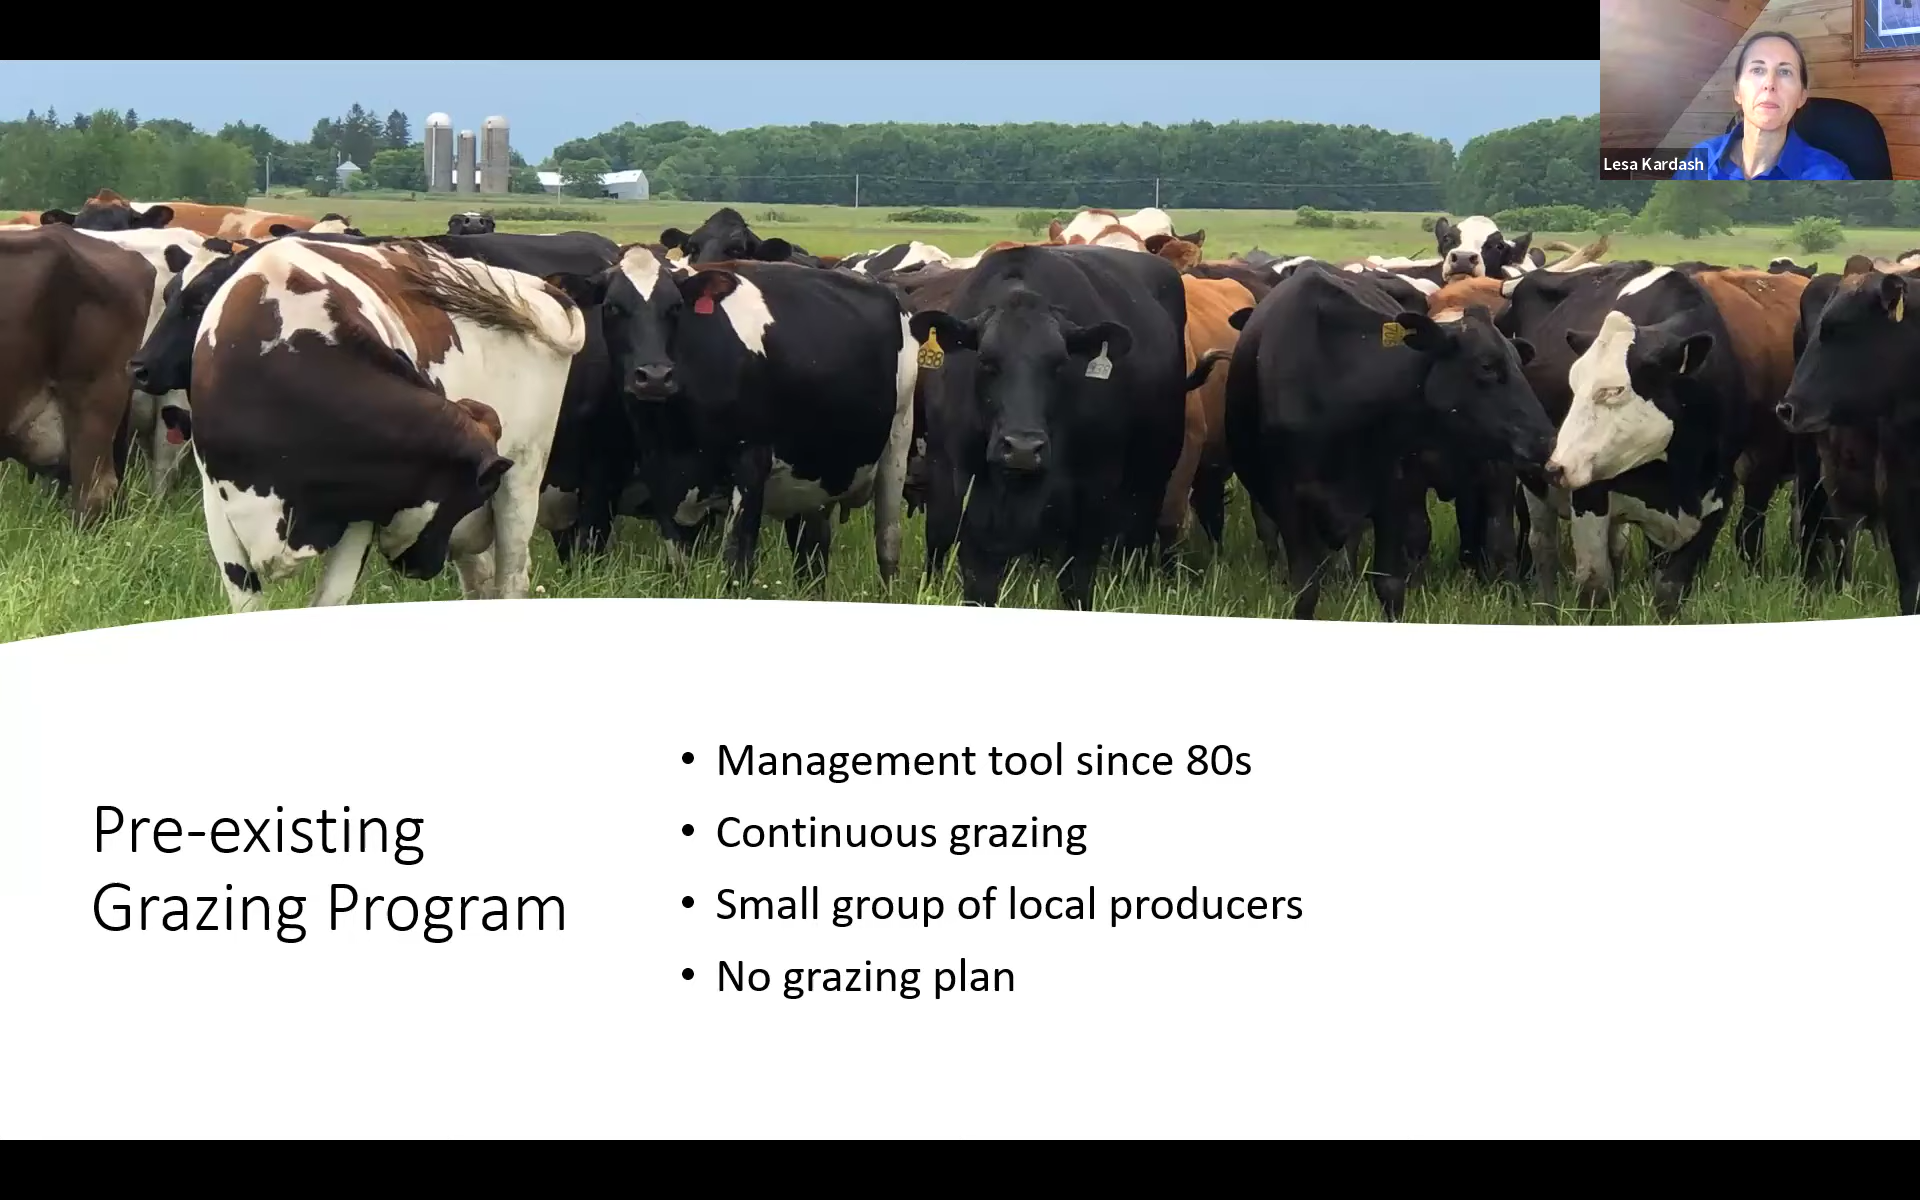 Lesa Kardash
Pre-existing
Grazing Program
• Management tool since 80s
• Continuous grazing
• Small group of local producers
• No grazing plan